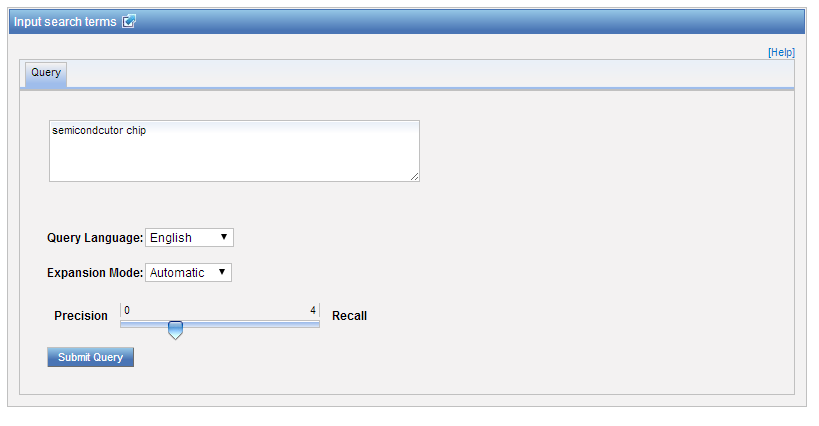 Input search terms
[Help]
Query
semicondcutor chip
Query Language: English
Expansion Mode: Automatic
0 4
Precision Recall
Submit Query